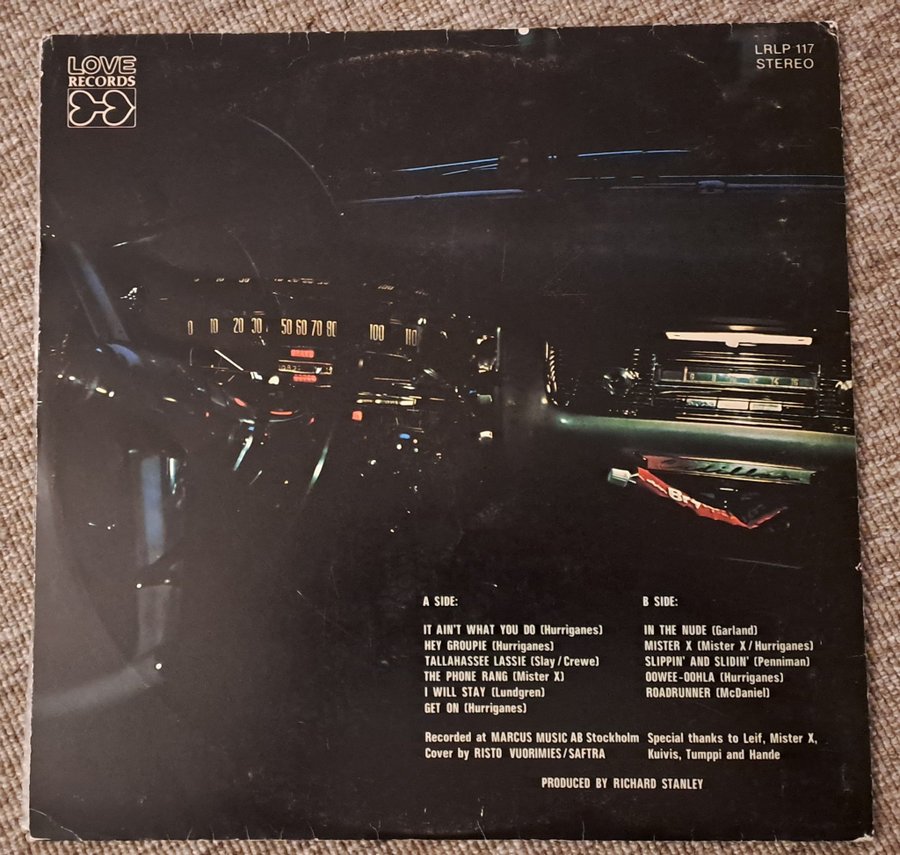 LOVE
RECORDS
LRLP 117
STEREO
0 10 20 30 50 60 70 80 100 110
Br
A SIDE:
IT AIN'T WHAT YOU DO (Hurriganes)
HEY GROUPIE (Hurriganes)
TALLAHASSEE LASSIE (Slay/Crewe)
THE PHONE RANG (Mister X)
I WILL STAY (Lundgren)
GET ON (Hurriganes)
B SIDE:
IN THE NUDE (Garland)
MISTER X (Mister X/Hurriganes)
SLIPPIN' AND SLIDIN' (Penniman)
OOWEE-OOHLA (Hurriganes)
ROADRUNNER (McDaniel)
Recorded at MARCUS MUSIC AB Stockholm
Cover by RISTO VUORIMIES/SAFTRA
Special thanks to Leif, Mister X,
Kuivis, Tumppi and Hande
PRODUCED BY RICHARD STANLEY